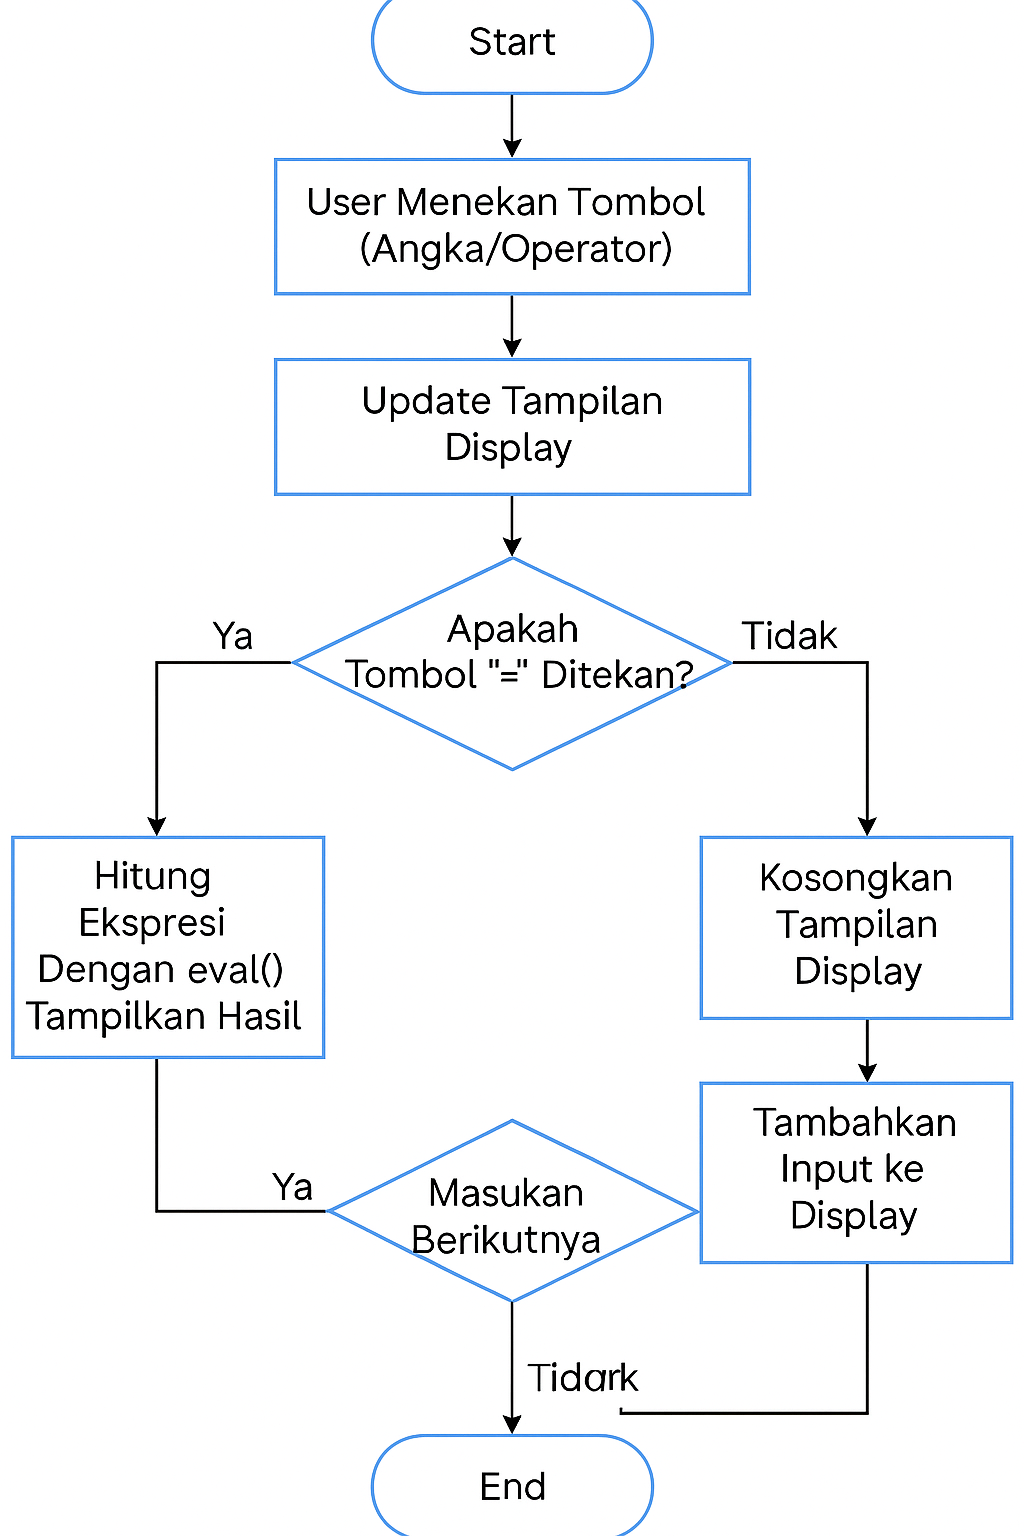 Start
User Menekan Tombol
(Angka/Operator)
Update Tampilan
Display
Apakah
Tombol "=" Ditekan?
Ya
Tidak
Hitung
Ekspresi
Dengan eval()
Tampilkan Hasil
Kosongkan
Tampilan
Display
Tambahkan
Input ke
Display
Ya
Masukan
Berikutnya
Tidark
End